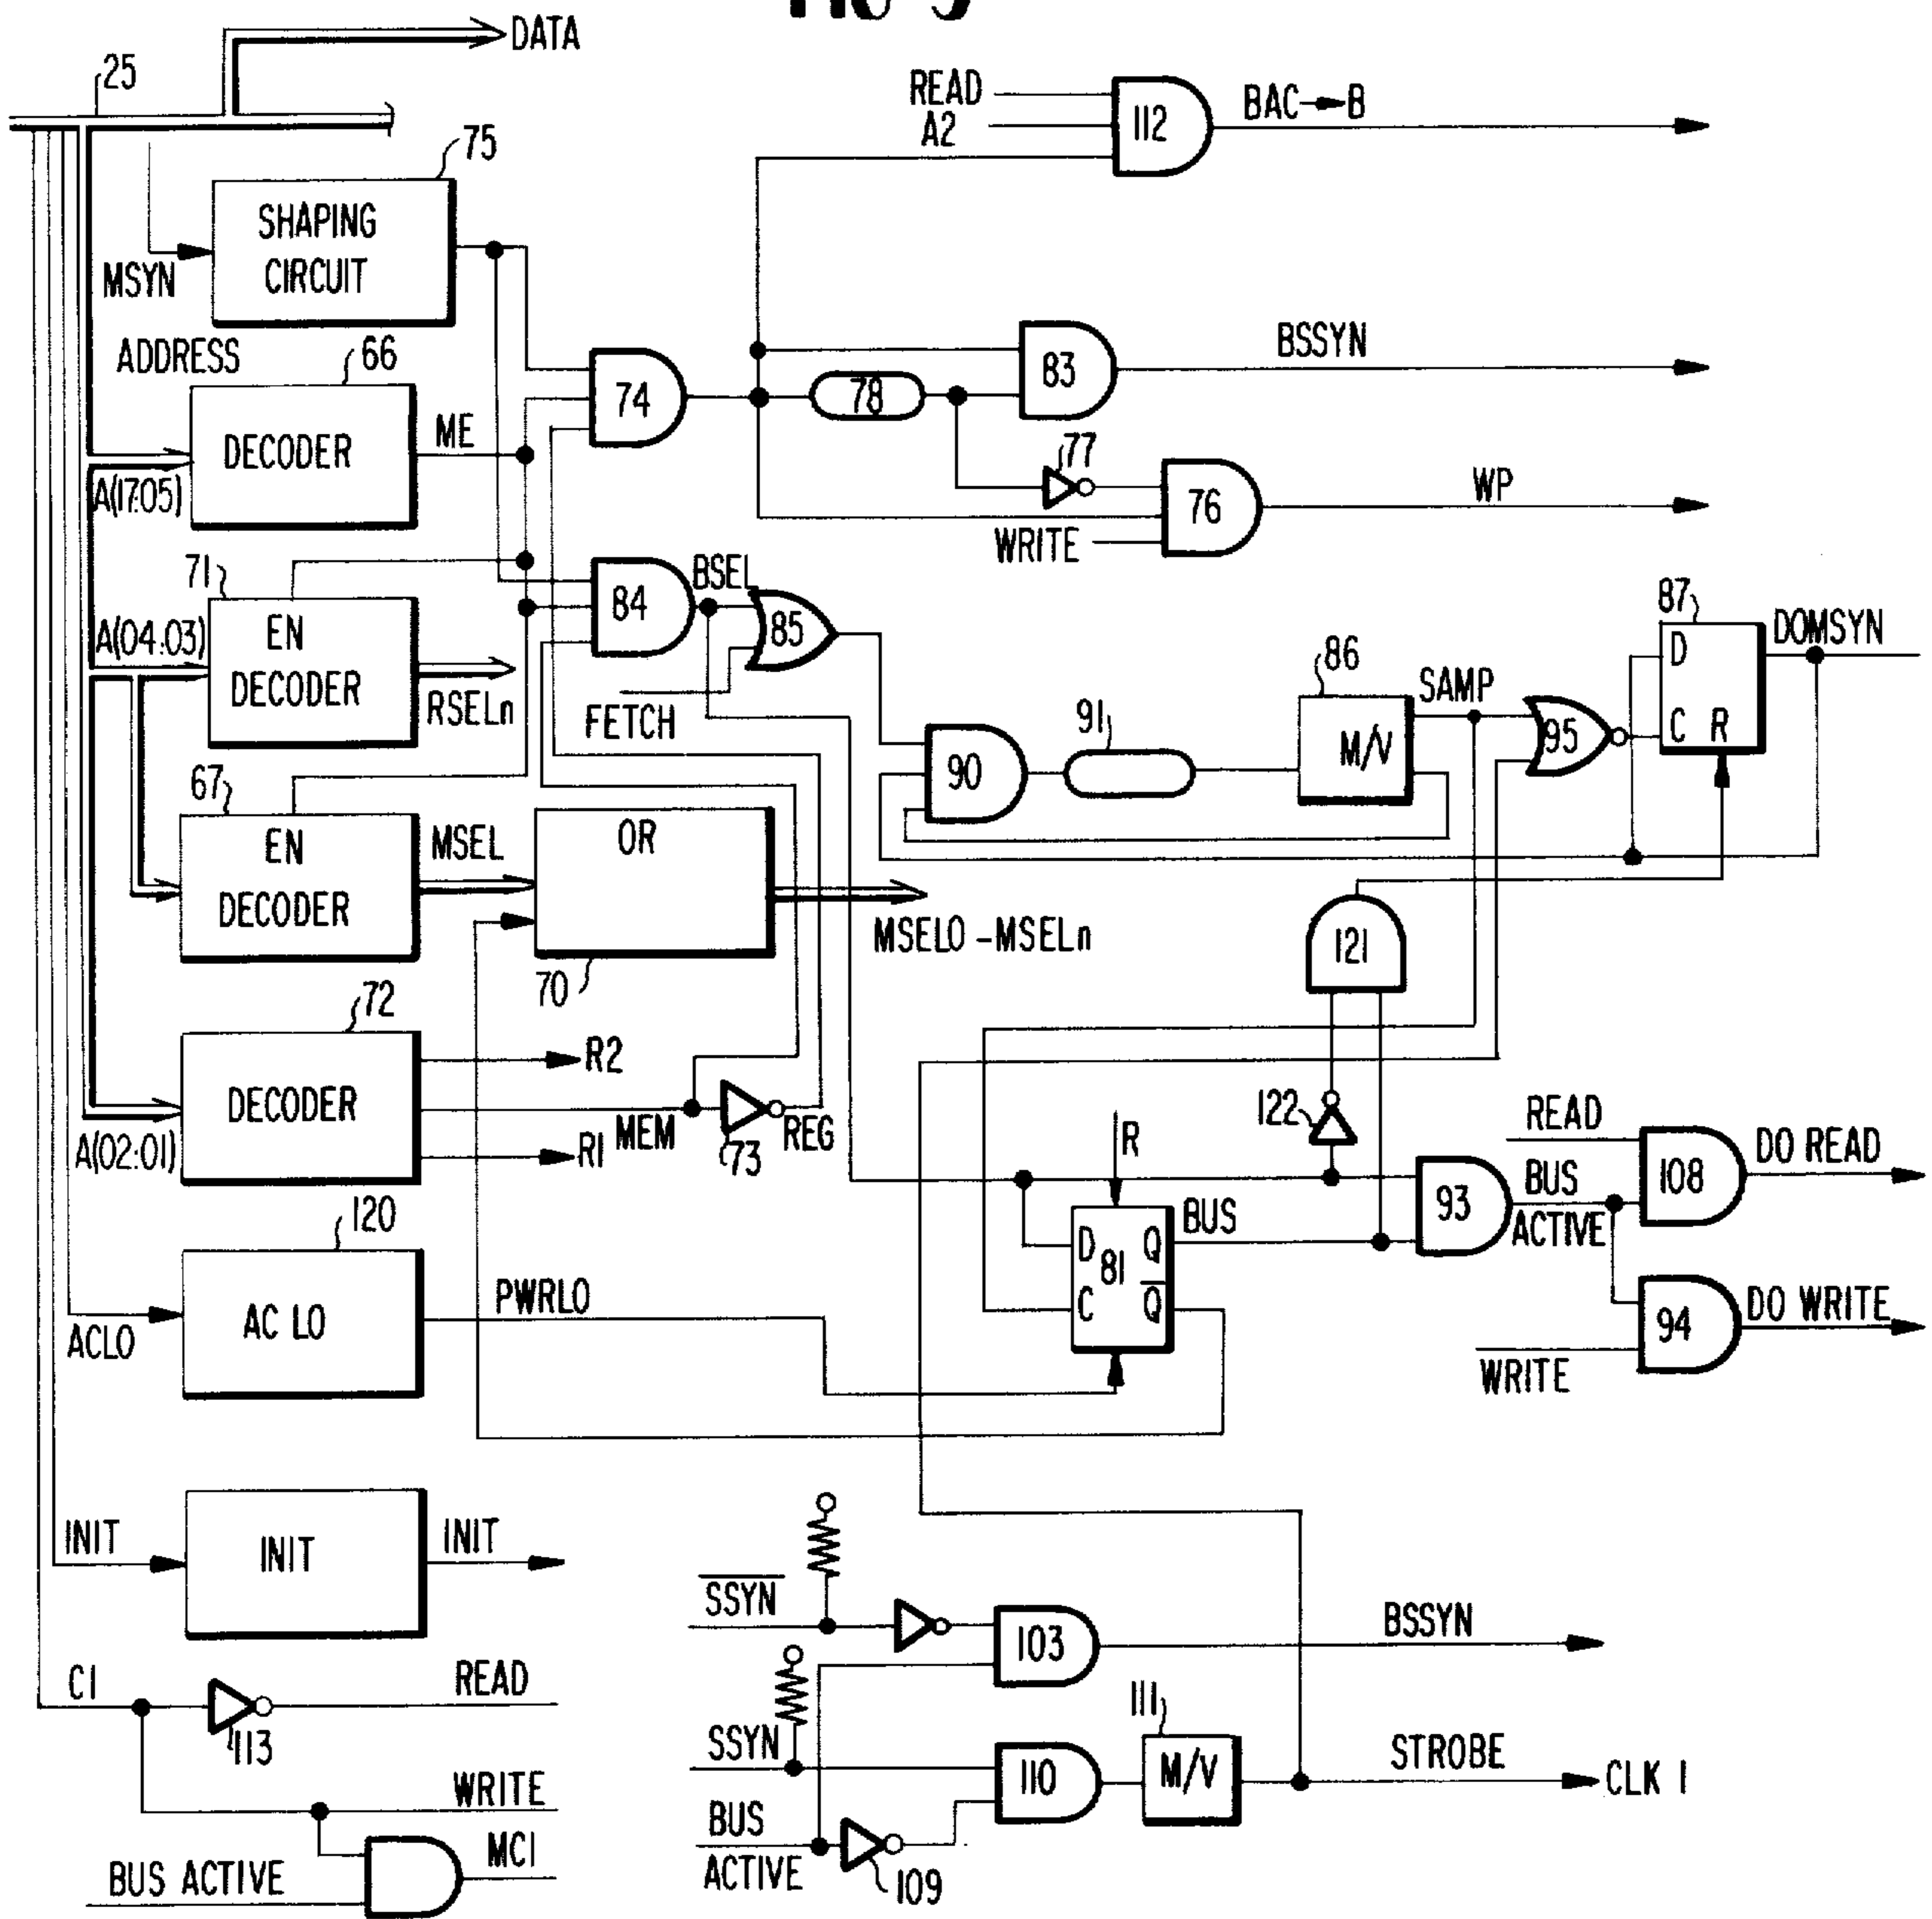 DATA
25
READ
A2
112
BAC→B
75
SHAPING
CIRCUIT
MSYN
ADDRESS
66
DECODER
ME
A(17:05)
74
78
83
BSSYN
77
76
WP
WRITE
71
A(04:03)
EN
DECODER
RSELn
84
BSEL
85
FETCH
87
D
C R
DOMSYN
86
SAMP
M/V
91
90
95
67
EN
DECODER
MSEL
OR
70
MSEL0 - MSELn
121
72
DECODER
R2
MEM
R1
73
REG
A(02:01)
122
R
D Q
81
C Q̅
BUS
93
READ
BUS
ACTIVE
108
DO READ
94
DO WRITE
WRITE
120
AC LO
ACLO
PWRLO
INIT
INIT
INIT
S̅S̅Y̅N̅
103
BSSYN
C1
READ
113
SSYN
110
111
M/V
STROBE
CLK 1
WRITE
BUS
ACTIVE
109
BUS ACTIVE
MC1